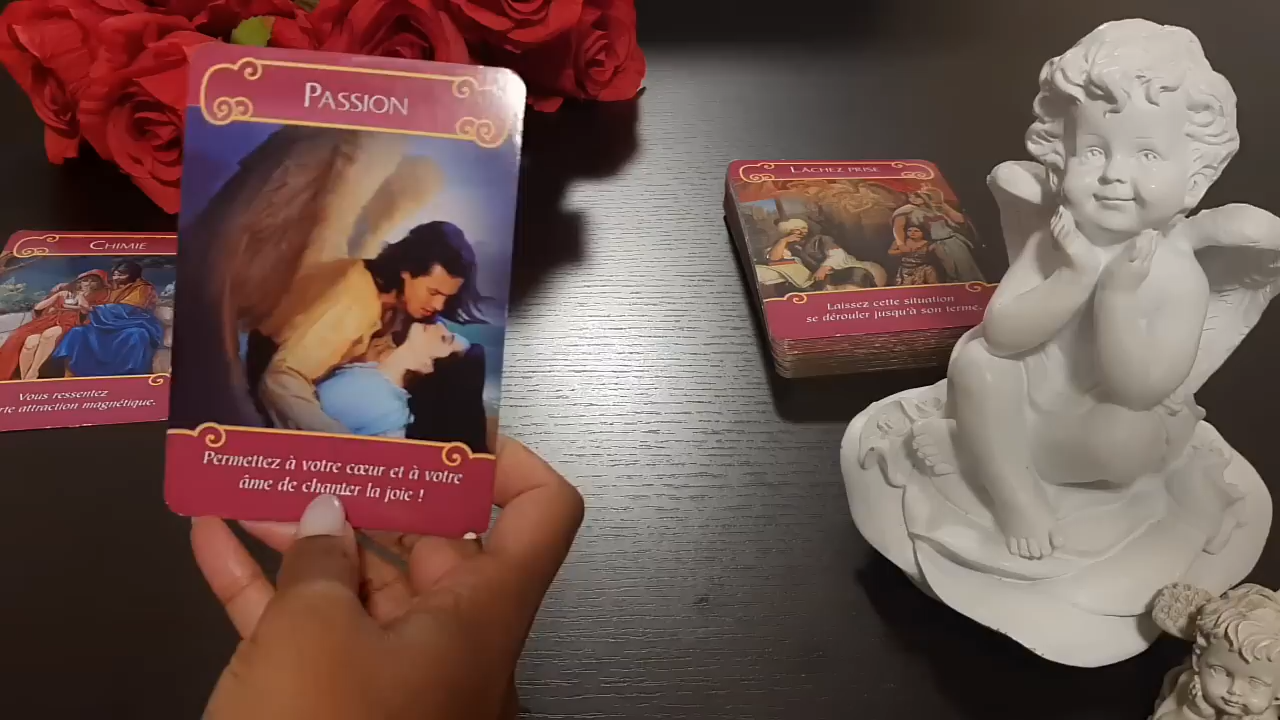 PASSION
Permettez à votre cœur et à votre
âme de chanter la joie !
CHIMIE
Vous ressentez
attraction magnétique.
LÂCHEZ PRISE
Laissez cette situation
se dérouler jusqu'à son terme.